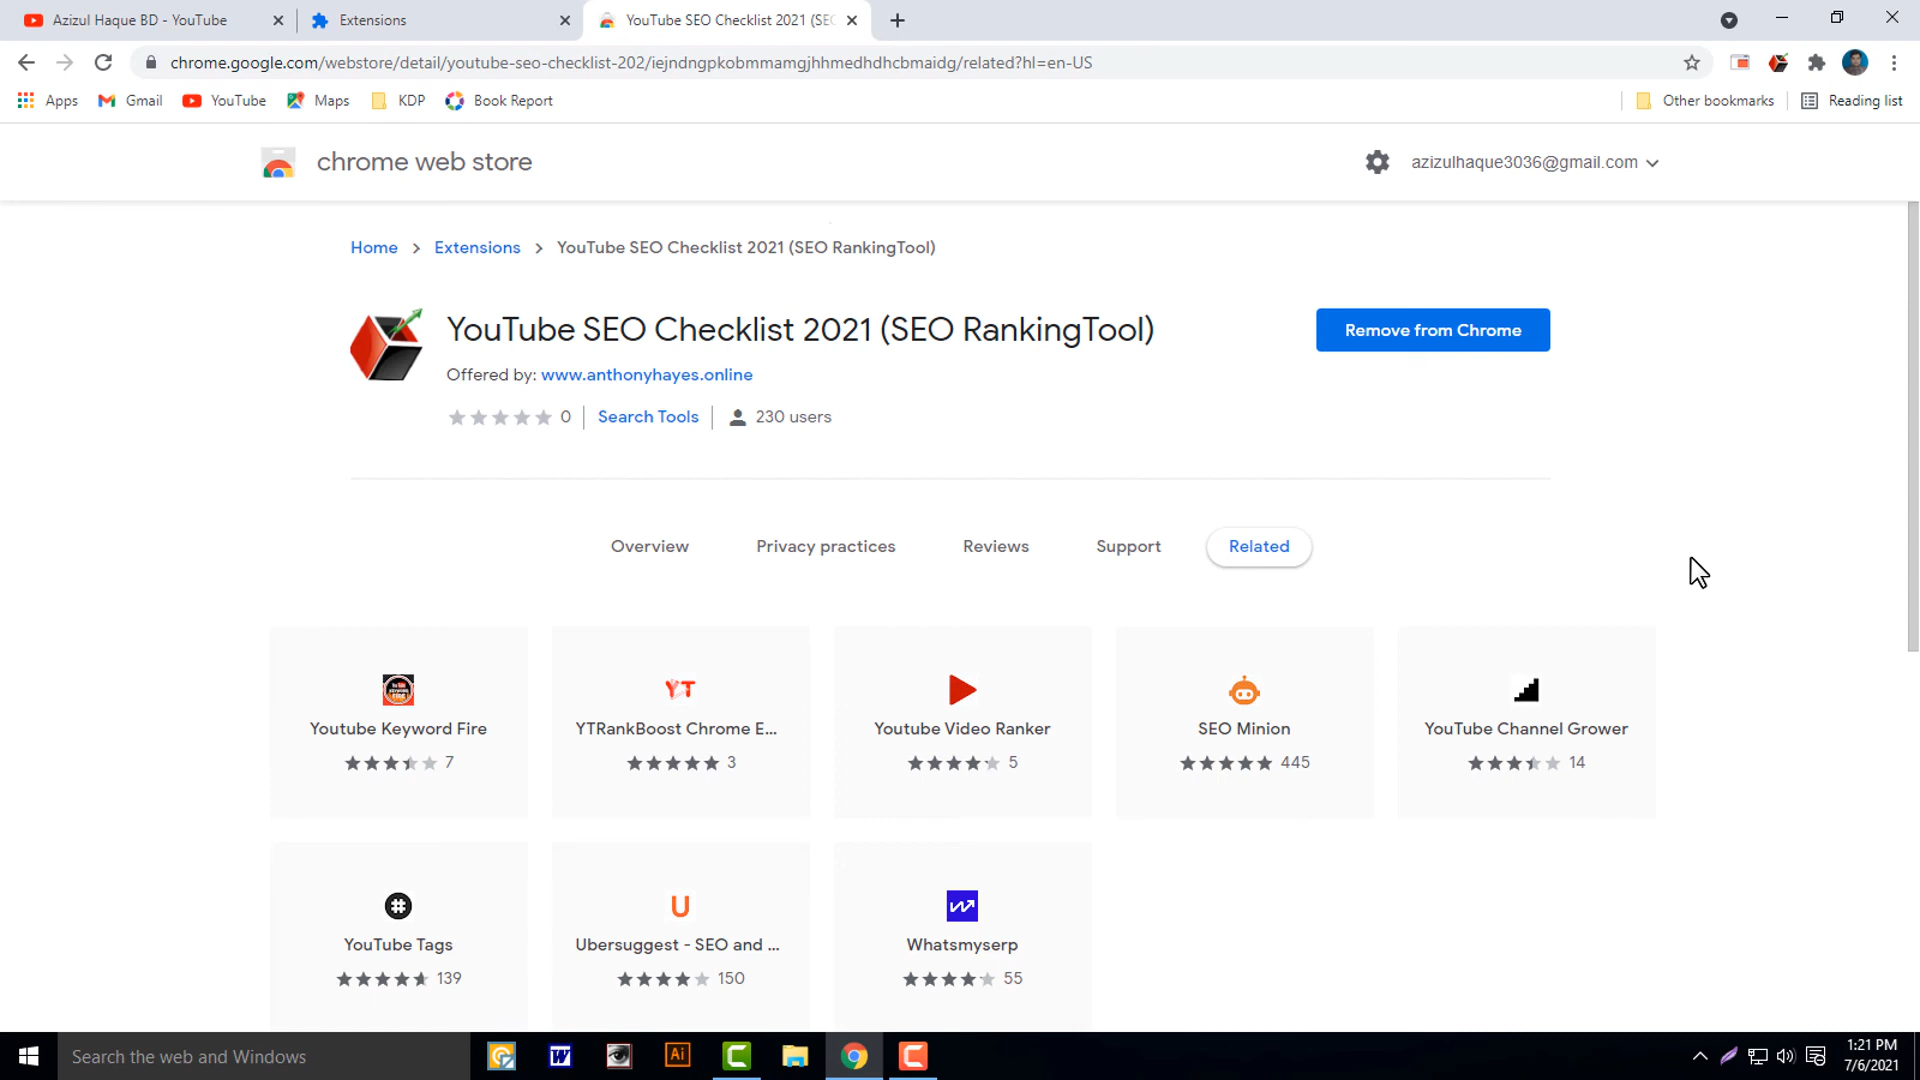 Azizul Haque BD - YouTube
Extensions
YouTube SEO Checklist 2021 (SEO
chrome.google.com/webstore/detail/youtube-seo-checklist-202/iejndngpkobmmamgjhhmedhdhcbmaidg/related?hl=en-US
Apps
Gmail
YouTube
Maps
KDP
Book Report
Other bookmarks
Reading list
chrome web store
azizulhaque3036@gmail.com
Home > Extensions > YouTube SEO Checklist 2021 (SEO RankingTool)
YouTube SEO Checklist 2021 (SEO RankingTool)
Remove from Chrome
Offered by: www.anthonyhayes.online
0 | Search Tools | 230 users
Overview
Privacy practices
Reviews
Support
Related
Youtube Keyword Fire
7
YTRankBoost Chrome E...
3
Youtube Video Ranker
5
SEO Minion
445
YouTube Channel Grower
14
YouTube Tags
139
Ubersuggest - SEO and ...
150
Whatsmyserp
55
Search the web and Windows
1:21 PM
7/6/2021